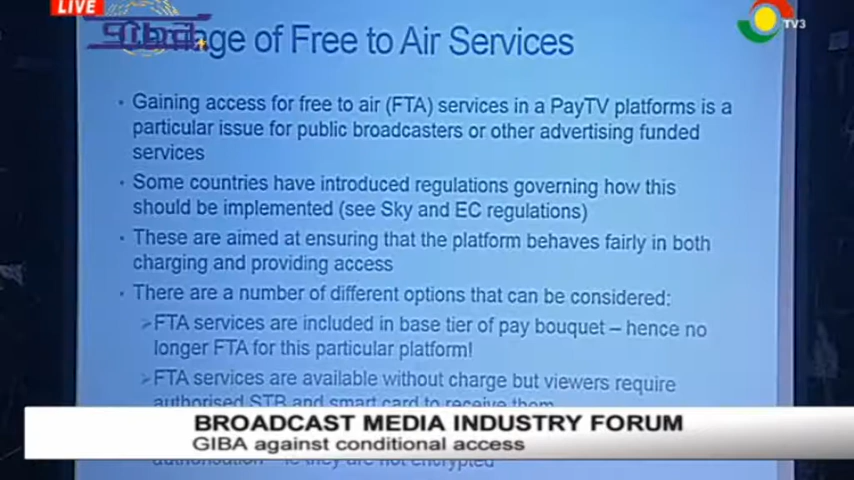 LIVE
TV3
of Free to Air Services
· Gaining access for free to air (FTA) services in a PayTV platforms is a
particular issue for public broadcasters or other advertising funded
services
· Some countries have introduced regulations governing how this
should be implemented (see Sky and EC regulations)
· These are aimed at ensuring that the platform behaves fairly in both
charging and providing access
· There are a number of different options that can be considered:
➢FTA services are included in base tier of pay bouquet – hence no
longer FTA for this particular platform!
➢FTA services are available without charge but viewers require
authorised STB and smart card to receive them
BROADCAST MEDIA INDUSTRY FORUM
GIBA against conditional access
they are not encrypted